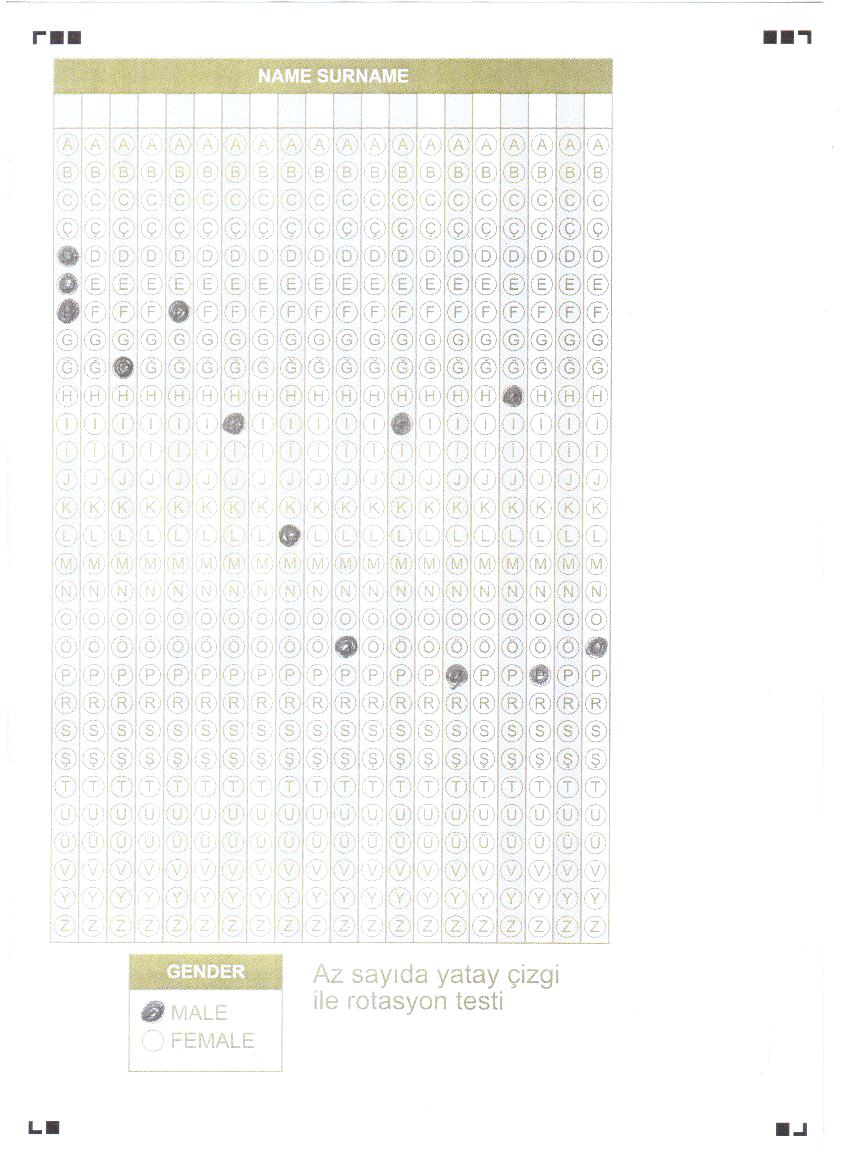 NAME SURNAME
A A A A A A A A A A A A A A A A A A A A
B B B B B B B B B B B B B B B B B B B B
C C C C C C C C C C C C C C C C C C C C
Ç Ç Ç Ç Ç Ç Ç Ç Ç Ç Ç Ç Ç Ç Ç Ç Ç Ç Ç Ç
D D D D D D D D D D D D D D D D D D D
E E E E E E E E E E E E E E E E E E E
F F F F F F F F F F F F F F F F F F
G G G G G G G G G G G G G G G G G G G G
Ğ Ğ Ğ Ğ Ğ Ğ Ğ Ğ Ğ Ğ Ğ Ğ Ğ Ğ Ğ Ğ Ğ Ğ Ğ
H H H H H H H H H H H H H H H H H H H
I I I I I I I I I I I I I I I I I I
İ İ İ İ İ İ İ İ İ İ İ İ İ İ İ İ İ İ İ İ
J J J J J J J J J J J J J J J J J J J J
K K K K K K K K K K K K K K K K K K K K
L L L L L L L L L L L L L L L L L L L
M M M M M M M M M M M M M M M M M M M M
N N N N N N N N N N N N N N N N N N N N
O O O O O O O O O O O O O O O O O O O O
Ö Ö Ö Ö Ö Ö Ö Ö Ö Ö Ö Ö Ö Ö Ö Ö Ö Ö
P P P P P P P P P P P P P P P P P P
R R R R R R R R R R R R R R R R R R R R
S S S S S S S S S S S S S S S S S S S S
Ş Ş Ş Ş Ş Ş Ş Ş Ş Ş Ş Ş Ş Ş Ş Ş Ş Ş Ş Ş
T T T T T T T T T T T T T T T T T T T T
U U U U U U U U U U U U U U U U U U U U
Ü Ü Ü Ü Ü Ü Ü Ü Ü Ü Ü Ü Ü Ü Ü Ü Ü Ü Ü Ü
V V V V V V V V V V V V V V V V V V V V
Y Y Y Y Y Y Y Y Y Y Y Y Y Y Y Y Y Y Y Y
Z Z Z Z Z Z Z Z Z Z Z Z Z Z Z Z Z Z Z Z
GENDER
MALE
FEMALE
Az sayıda yatay çizgi
ile rotasyon testi